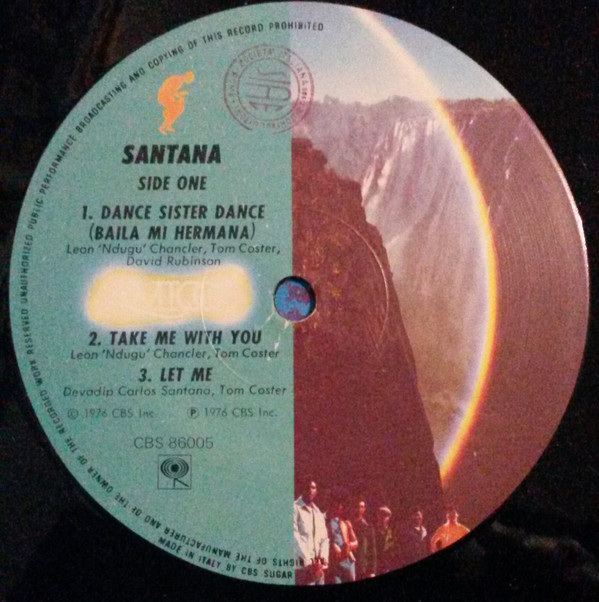 SANTANA
SIDE ONE
1. DANCE SISTER DANCE
(BAILA MI HERMANA)
Leon 'Ndugu' Chancler, Tom Coster,
David Rubinson
2. TAKE ME WITH YOU
Leon 'Ndugu' Chancler, Tom Coster
3. LET ME
Devadip Carlos Santana, Tom Coster
© 1976 CBS Inc. ℗ 1976 CBS Inc.
CBS 86005
RIGHTS OF THE MANUFACTURER AND OF THE OWNER OF THE RECORDED WORK RESERVED UNAUTHORIZED PUBLIC PERFORMANCE BROADCASTING AND COPYING OF THIS RECORD PROHIBITED
MADE IN ITALY BY CBS SUGAR
SIAE